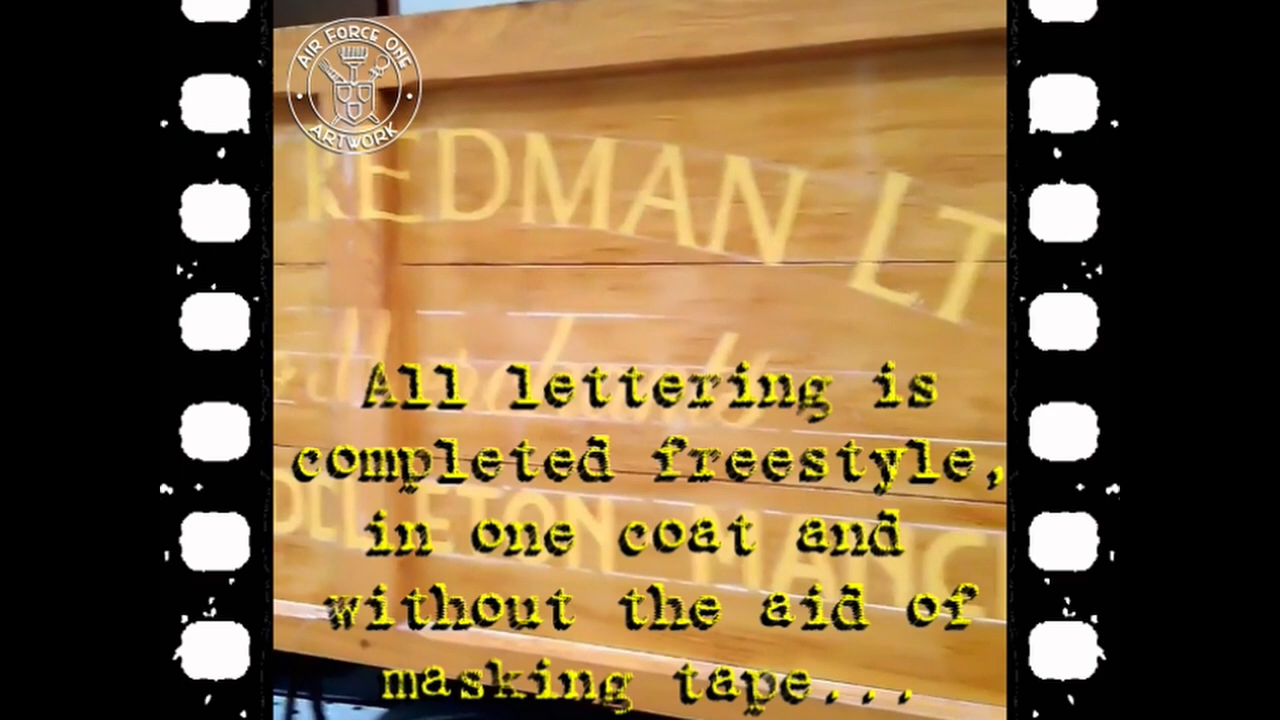 AIR FORCE ONE
ARTWORK
REDMAN LT
All lettering is
completed freestyle,
in one coat and
without the aid of
masking tape...